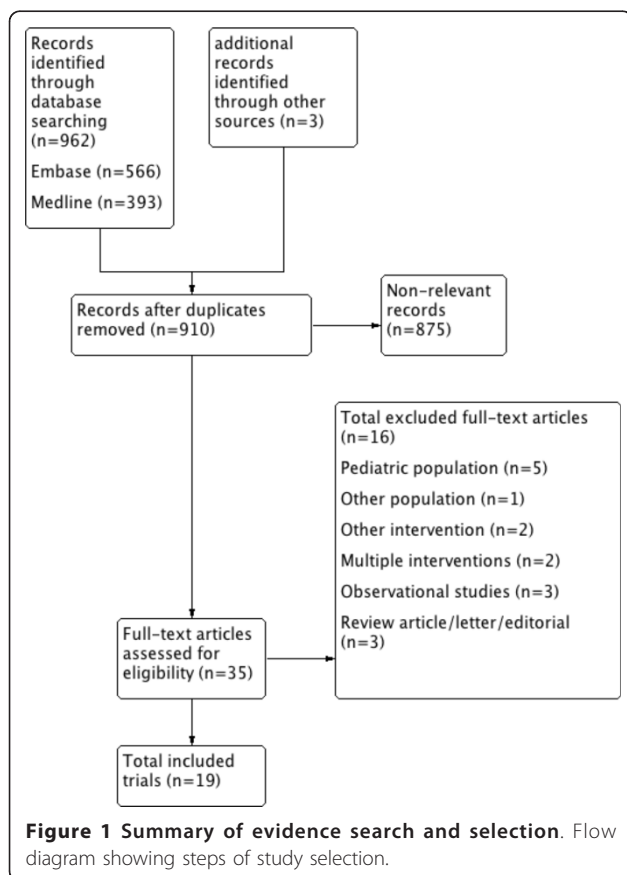 Records
identified
through
database
searching
(n=962)
Embase (n=566)
Medline (n=393)
additional
records
identified
through other
sources (n=3)
Records after duplicates
removed (n=910)
Non-relevant
records
(n=875)
Total excluded full-text articles
(n=16)
Pediatric population (n=5)
Other population (n=1)
Other intervention (n=2)
Multiple interventions (n=2)
Observational studies (n=3)
Review article/letter/editorial
(n=3)
Full-text articles
assessed for
eligibility (n=35)
Total included
trials (n=19)
Figure 1 Summary of evidence search and selection. Flow
diagram showing steps of study selection.